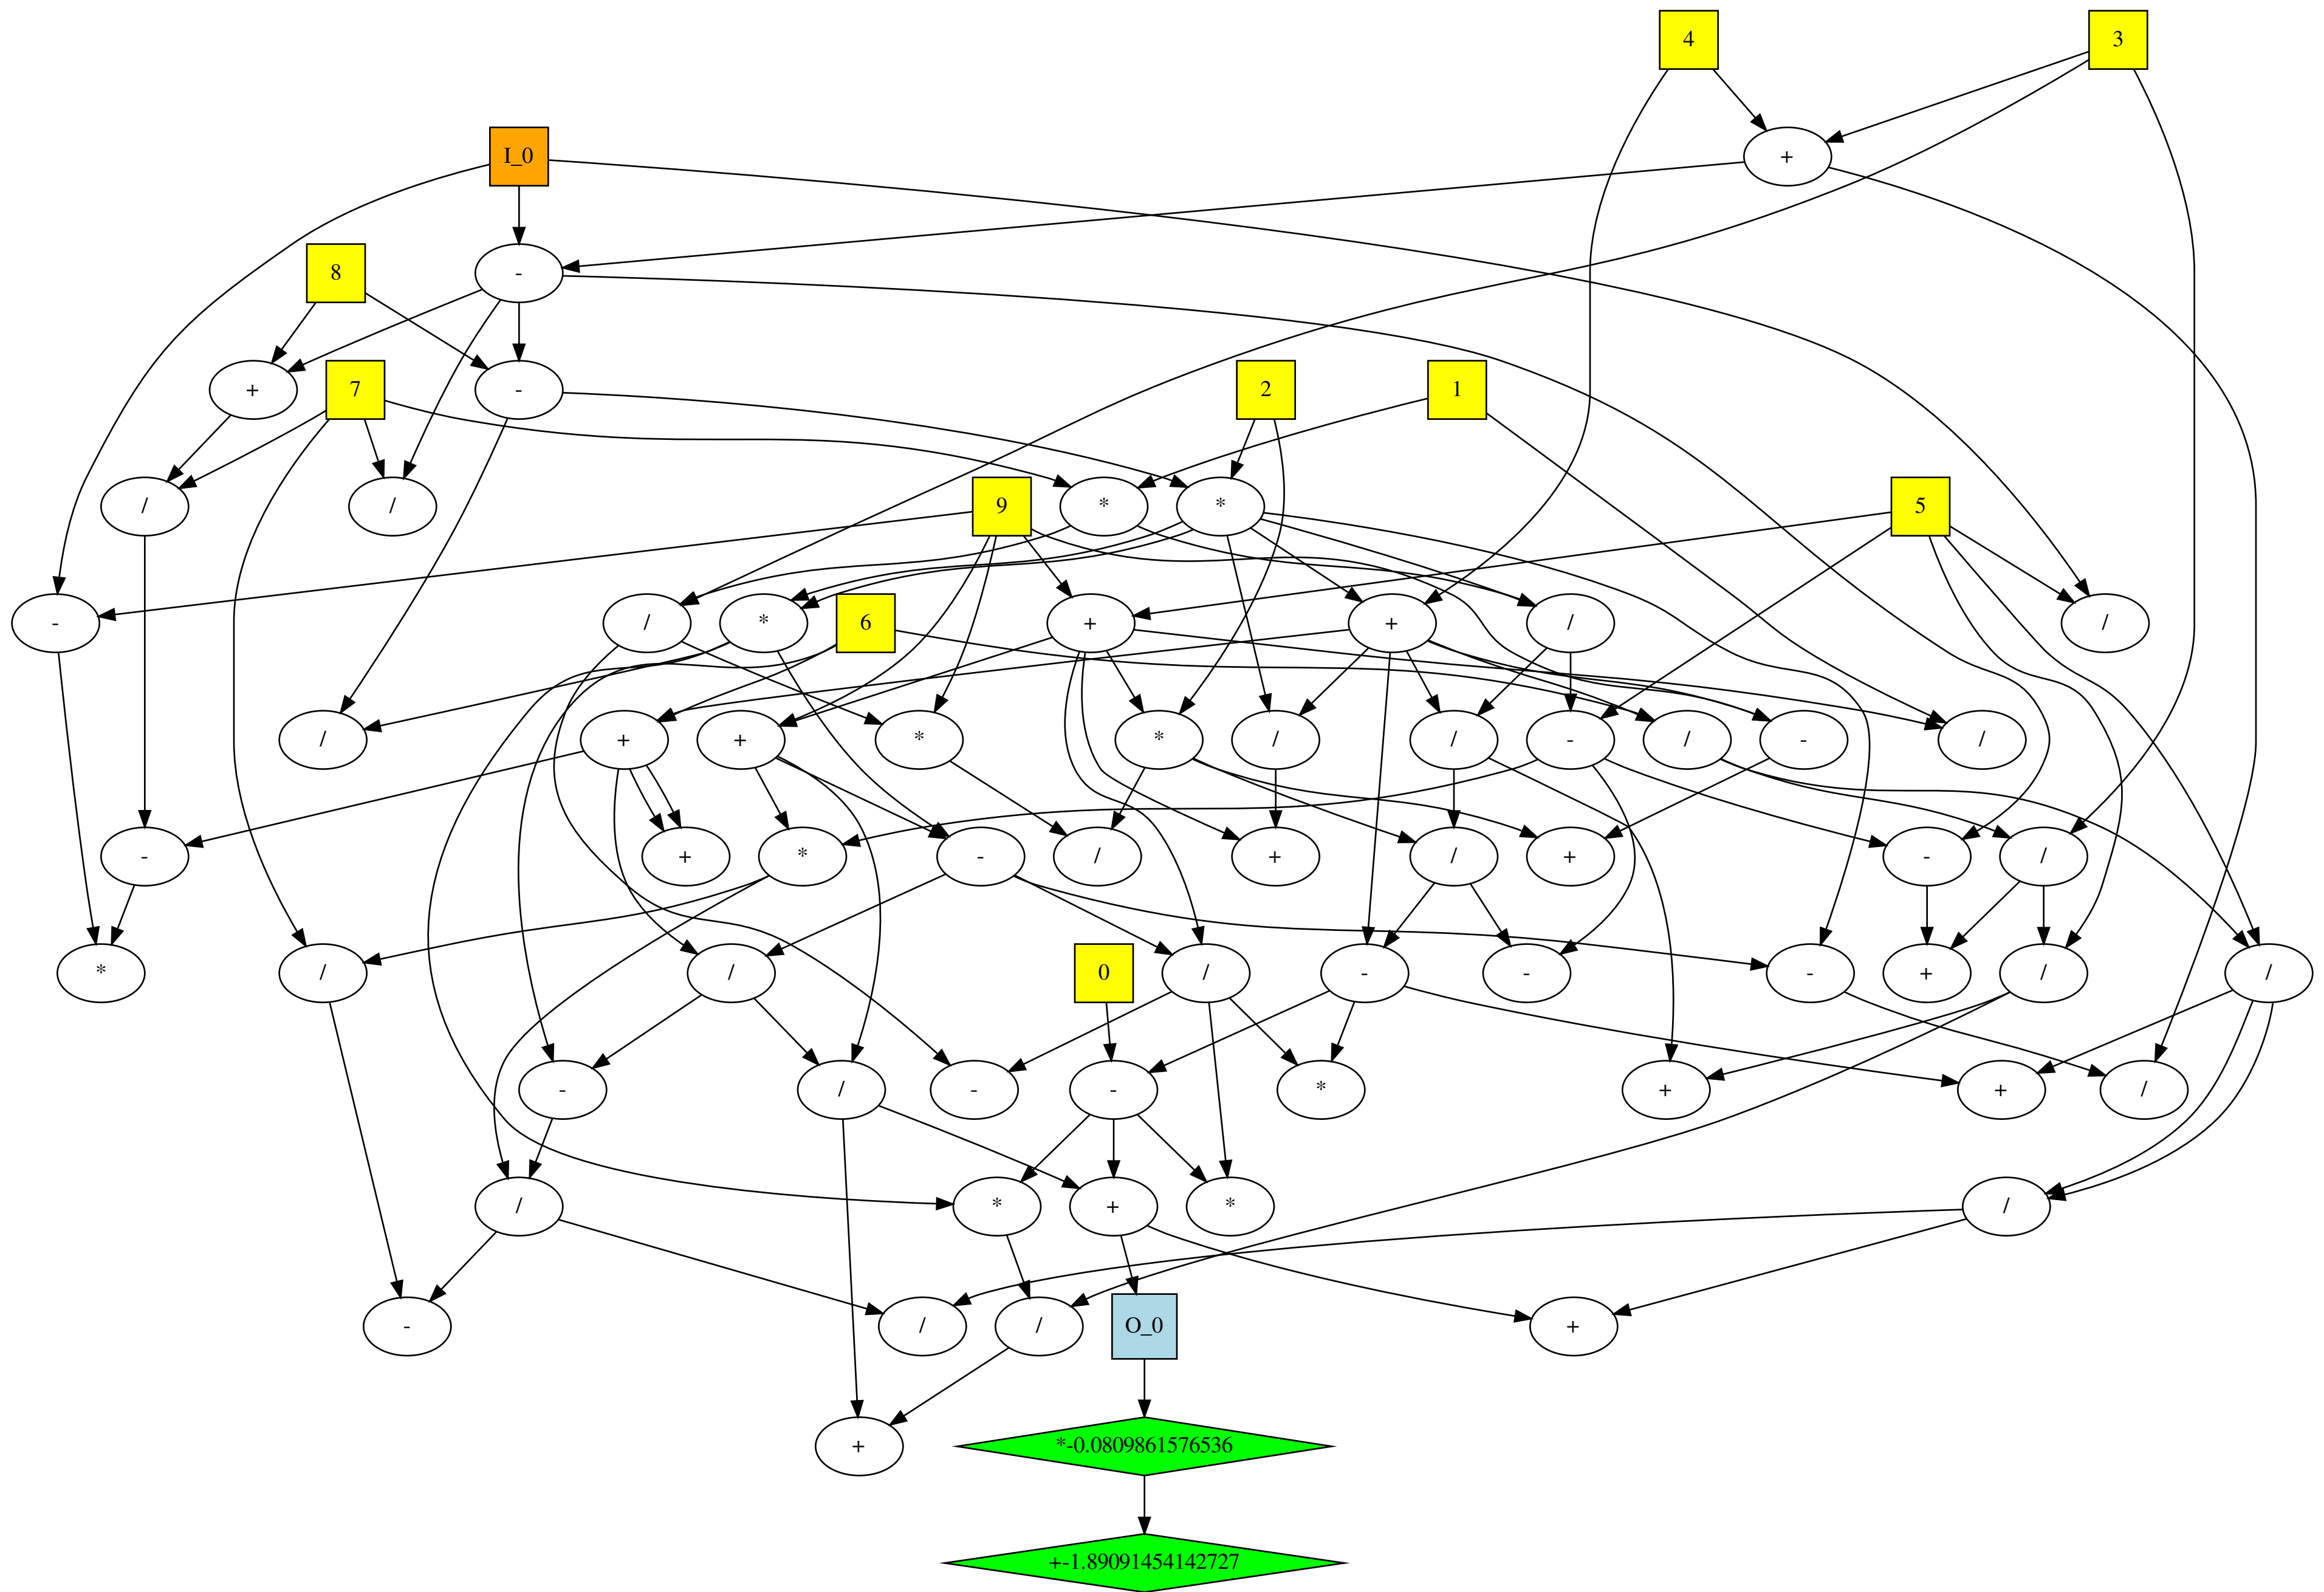 4 3
I_0 +
8 -
+ 7 - 2 1
/ / 9 * * 5
- / * 6 + + / /
/ + + * * / / - / - /
- + * - / + / + - /
* / / 0 / - - - + / /
- / - - * + + /
/ * + * /
- / / O_0 +
+ *-0.0809861576536
+-1.89091454142727